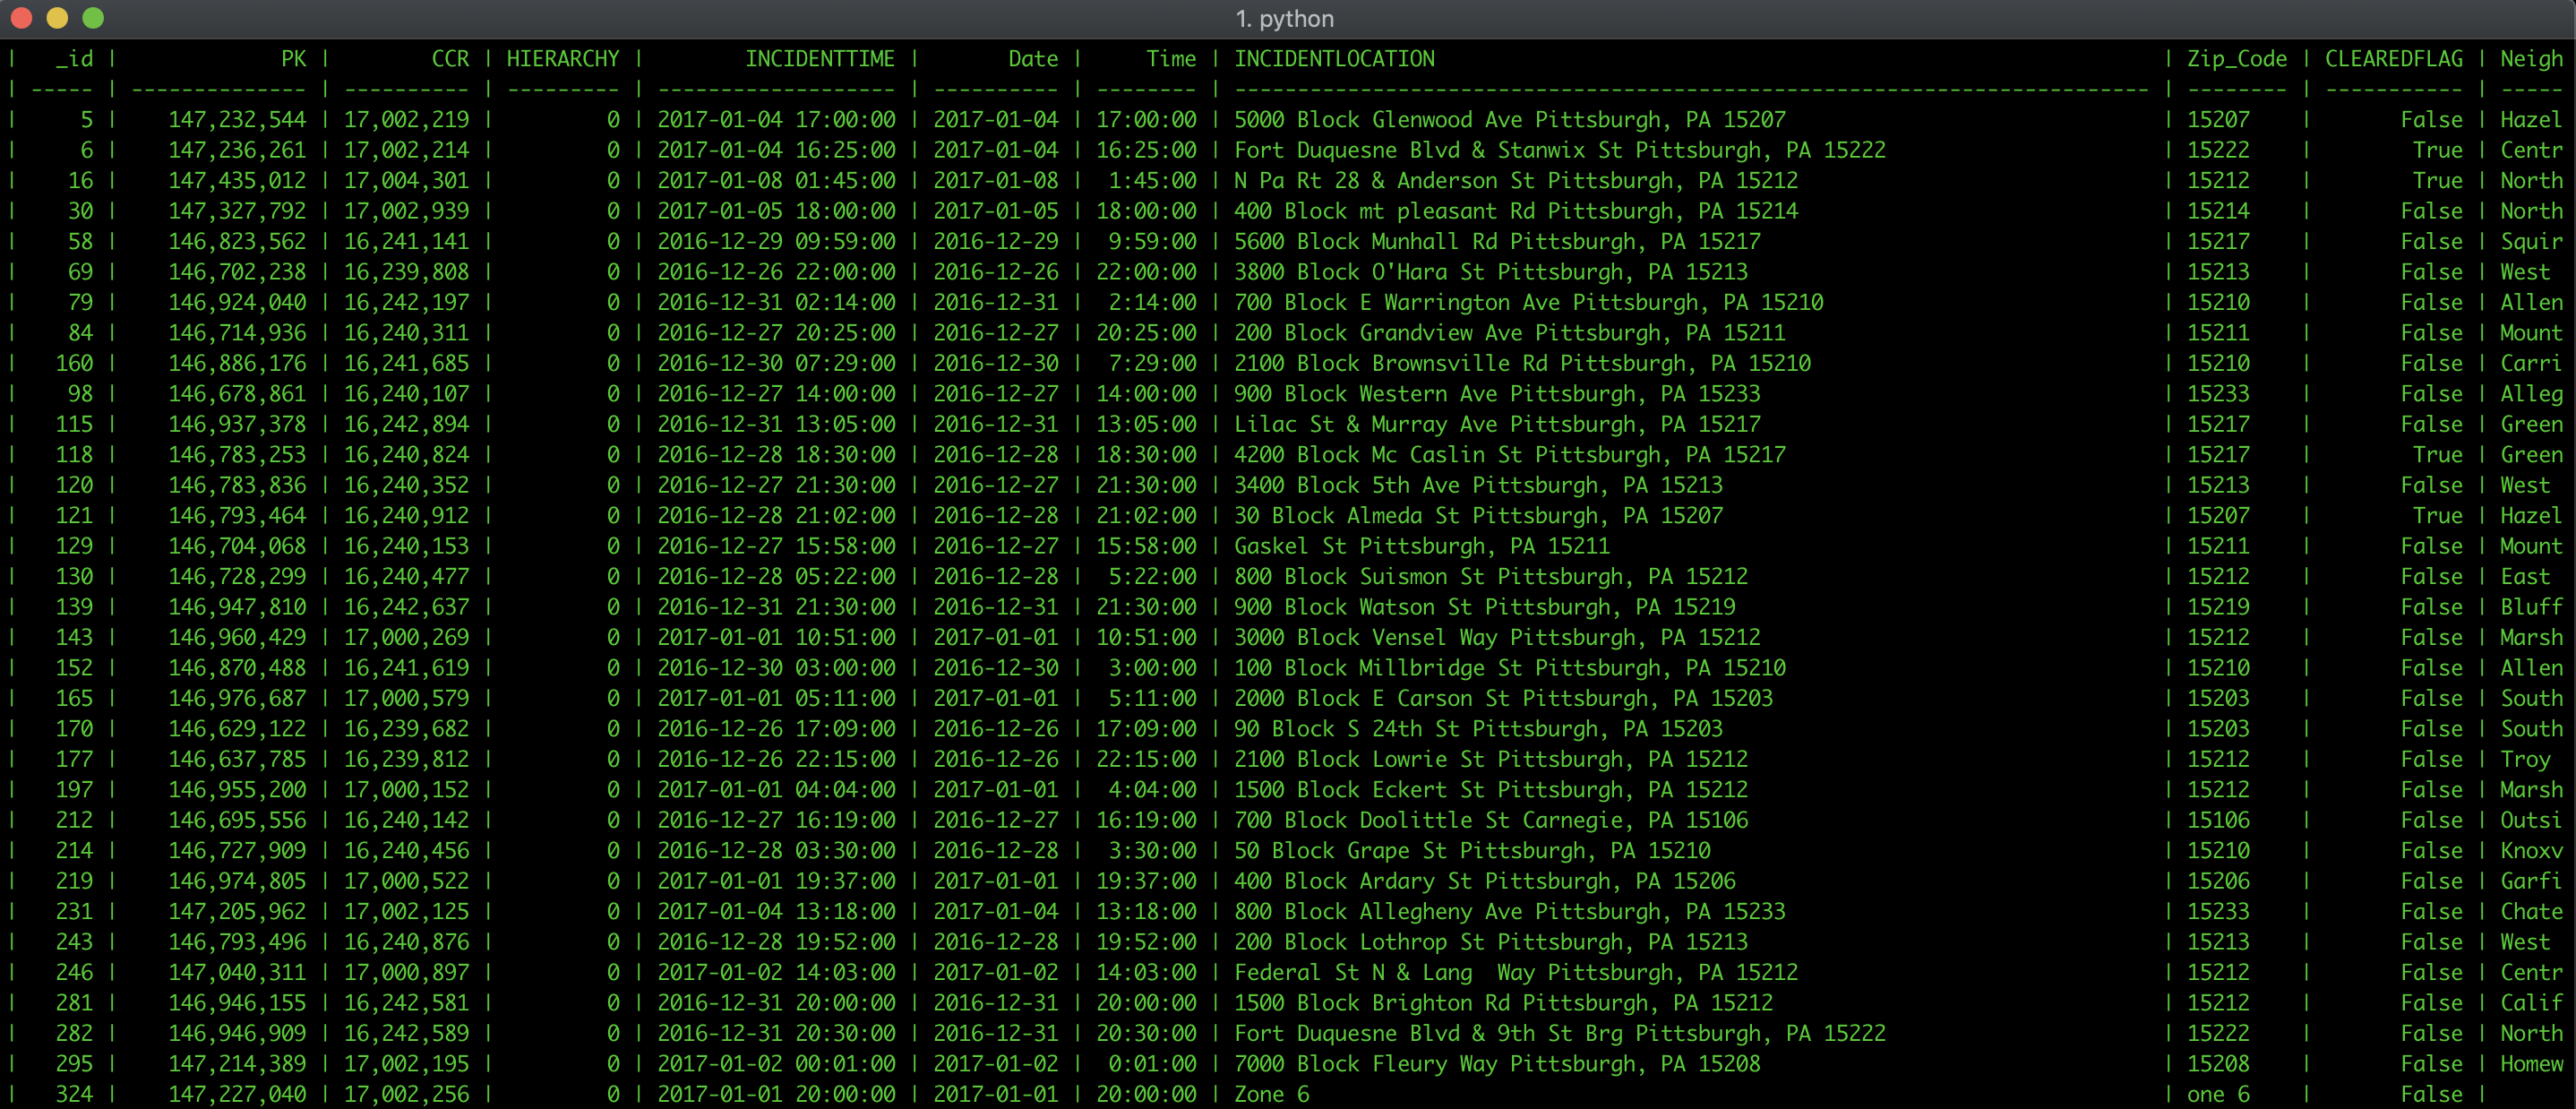 1. python
| _id | PK | CCR | HIERARCHY | INCIDENTTIME | Date | Time | INCIDENTLOCATION | Zip_Code | CLEAREDFLAG | Neigh
| ----- | -------------- | ---------- | --------- | ------------------- | ---------- | -------- | ------------------------------------------------------------------------- | -------- | ----------- | -----
| 5 | 147,232,544 | 17,002,219 | 0 | 2017-01-04 17:00:00 | 2017-01-04 | 17:00:00 | 5000 Block Glenwood Ave Pittsburgh, PA 15207 | 15207 | False | Hazel
| 6 | 147,236,261 | 17,002,214 | 0 | 2017-01-04 16:25:00 | 2017-01-04 | 16:25:00 | Fort Duquesne Blvd & Stanwix St Pittsburgh, PA 15222 | 15222 | True | Centr
| 16 | 147,435,012 | 17,004,301 | 0 | 2017-01-08 01:45:00 | 2017-01-08 | 1:45:00 | N Pa Rt 28 & Anderson St Pittsburgh, PA 15212 | 15212 | True | North
| 30 | 147,327,792 | 17,002,939 | 0 | 2017-01-05 18:00:00 | 2017-01-05 | 18:00:00 | 400 Block mt pleasant Rd Pittsburgh, PA 15214 | 15214 | False | North
| 58 | 146,823,562 | 16,241,141 | 0 | 2016-12-29 09:59:00 | 2016-12-29 | 9:59:00 | 5600 Block Munhall Rd Pittsburgh, PA 15217 | 15217 | False | Squir
| 69 | 146,702,238 | 16,239,808 | 0 | 2016-12-26 22:00:00 | 2016-12-26 | 22:00:00 | 3800 Block O'Hara St Pittsburgh, PA 15213 | 15213 | False | West
| 79 | 146,924,040 | 16,242,197 | 0 | 2016-12-31 02:14:00 | 2016-12-31 | 2:14:00 | 700 Block E Warrington Ave Pittsburgh, PA 15210 | 15210 | False | Allen
| 84 | 146,714,936 | 16,240,311 | 0 | 2016-12-27 20:25:00 | 2016-12-27 | 20:25:00 | 200 Block Grandview Ave Pittsburgh, PA 15211 | 15211 | False | Mount
| 160 | 146,886,176 | 16,241,685 | 0 | 2016-12-30 07:29:00 | 2016-12-30 | 7:29:00 | 2100 Block Brownsville Rd Pittsburgh, PA 15210 | 15210 | False | Carri
| 98 | 146,678,861 | 16,240,107 | 0 | 2016-12-27 14:00:00 | 2016-12-27 | 14:00:00 | 900 Block Western Ave Pittsburgh, PA 15233 | 15233 | False | Alleg
| 115 | 146,937,378 | 16,242,894 | 0 | 2016-12-31 13:05:00 | 2016-12-31 | 13:05:00 | Lilac St & Murray Ave Pittsburgh, PA 15217 | 15217 | False | Green
| 118 | 146,783,253 | 16,240,824 | 0 | 2016-12-28 18:30:00 | 2016-12-28 | 18:30:00 | 4200 Block Mc Caslin St Pittsburgh, PA 15217 | 15217 | True | Green
| 120 | 146,783,836 | 16,240,352 | 0 | 2016-12-27 21:30:00 | 2016-12-27 | 21:30:00 | 3400 Block 5th Ave Pittsburgh, PA 15213 | 15213 | False | West
| 121 | 146,793,464 | 16,240,912 | 0 | 2016-12-28 21:02:00 | 2016-12-28 | 21:02:00 | 30 Block Almeda St Pittsburgh, PA 15207 | 15207 | True | Hazel
| 129 | 146,704,068 | 16,240,153 | 0 | 2016-12-27 15:58:00 | 2016-12-27 | 15:58:00 | Gaskel St Pittsburgh, PA 15211 | 15211 | False | Mount
| 130 | 146,728,299 | 16,240,477 | 0 | 2016-12-28 05:22:00 | 2016-12-28 | 5:22:00 | 800 Block Suismon St Pittsburgh, PA 15212 | 15212 | False | East
| 139 | 146,947,810 | 16,242,637 | 0 | 2016-12-31 21:30:00 | 2016-12-31 | 21:30:00 | 900 Block Watson St Pittsburgh, PA 15219 | 15219 | False | Bluff
| 143 | 146,960,429 | 17,000,269 | 0 | 2017-01-01 10:51:00 | 2017-01-01 | 10:51:00 | 3000 Block Vensel Way Pittsburgh, PA 15212 | 15212 | False | Marsh
| 152 | 146,870,488 | 16,241,619 | 0 | 2016-12-30 03:00:00 | 2016-12-30 | 3:00:00 | 100 Block Millbridge St Pittsburgh, PA 15210 | 15210 | False | Allen
| 165 | 146,976,687 | 17,000,579 | 0 | 2017-01-01 05:11:00 | 2017-01-01 | 5:11:00 | 2000 Block E Carson St Pittsburgh, PA 15203 | 15203 | False | South
| 170 | 146,629,122 | 16,239,682 | 0 | 2016-12-26 17:09:00 | 2016-12-26 | 17:09:00 | 90 Block S 24th St Pittsburgh, PA 15203 | 15203 | False | South
| 177 | 146,637,785 | 16,239,812 | 0 | 2016-12-26 22:15:00 | 2016-12-26 | 22:15:00 | 2100 Block Lowrie St Pittsburgh, PA 15212 | 15212 | False | Troy
| 197 | 146,955,200 | 17,000,152 | 0 | 2017-01-01 04:04:00 | 2017-01-01 | 4:04:00 | 1500 Block Eckert St Pittsburgh, PA 15212 | 15212 | False | Marsh
| 212 | 146,695,556 | 16,240,142 | 0 | 2016-12-27 16:19:00 | 2016-12-27 | 16:19:00 | 700 Block Doolittle St Carnegie, PA 15106 | 15106 | False | Outsi
| 214 | 146,727,909 | 16,240,456 | 0 | 2016-12-28 03:30:00 | 2016-12-28 | 3:30:00 | 50 Block Grape St Pittsburgh, PA 15210 | 15210 | False | Knoxv
| 219 | 146,974,805 | 17,000,522 | 0 | 2017-01-01 19:37:00 | 2017-01-01 | 19:37:00 | 400 Block Ardary St Pittsburgh, PA 15206 | 15206 | False | Garfi
| 231 | 147,205,962 | 17,002,125 | 0 | 2017-01-04 13:18:00 | 2017-01-04 | 13:18:00 | 800 Block Allegheny Ave Pittsburgh, PA 15233 | 15233 | False | Chate
| 243 | 146,793,496 | 16,240,876 | 0 | 2016-12-28 19:52:00 | 2016-12-28 | 19:52:00 | 200 Block Lothrop St Pittsburgh, PA 15213 | 15213 | False | West
| 246 | 147,040,311 | 17,000,897 | 0 | 2017-01-02 14:03:00 | 2017-01-02 | 14:03:00 | Federal St N & Lang  Way Pittsburgh, PA 15212 | 15212 | False | Centr
| 281 | 146,946,155 | 16,242,581 | 0 | 2016-12-31 20:00:00 | 2016-12-31 | 20:00:00 | 1500 Block Brighton Rd Pittsburgh, PA 15212 | 15212 | False | Calif
| 282 | 146,946,909 | 16,242,589 | 0 | 2016-12-31 20:30:00 | 2016-12-31 | 20:30:00 | Fort Duquesne Blvd & 9th St Brg Pittsburgh, PA 15222 | 15222 | False | North
| 295 | 147,214,389 | 17,002,195 | 0 | 2017-01-02 00:01:00 | 2017-01-02 | 0:01:00 | 7000 Block Fleury Way Pittsburgh, PA 15208 | 15208 | False | Homew
| 324 | 147,227,040 | 17,002,256 | 0 | 2017-01-01 20:00:00 | 2017-01-01 | 20:00:00 | Zone 6 | one 6 | False |